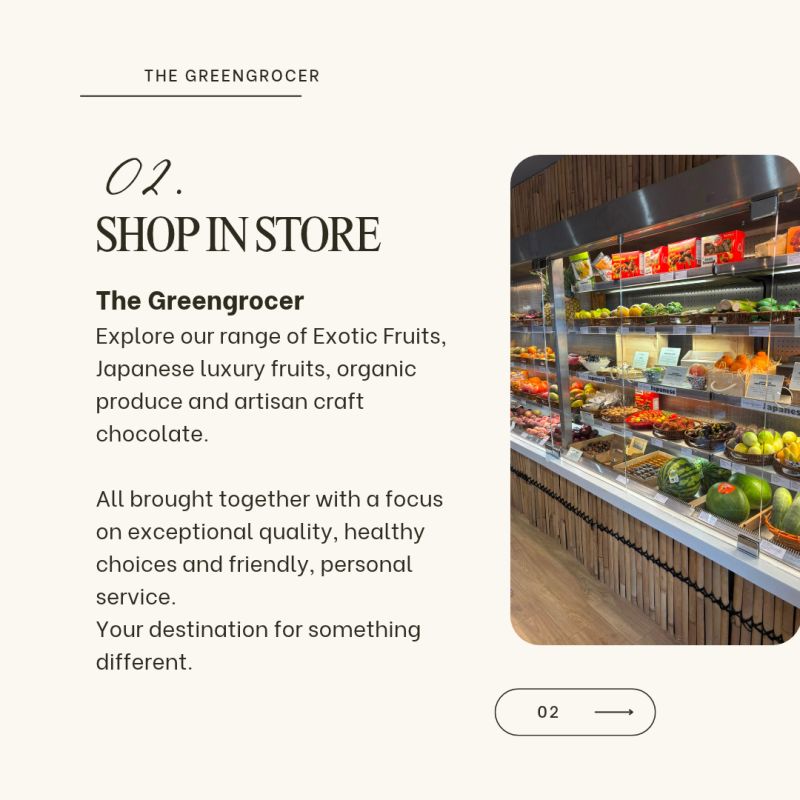 THE GREENGROCER
02.
SHOP IN STORE
The Greengrocer
Explore our range of Exotic Fruits,
Japanese luxury fruits, organic
produce and artisan craft
chocolate.
All brought together with a focus
on exceptional quality, healthy
choices and friendly, personal
service.
Your destination for something
different.
Japanese
02